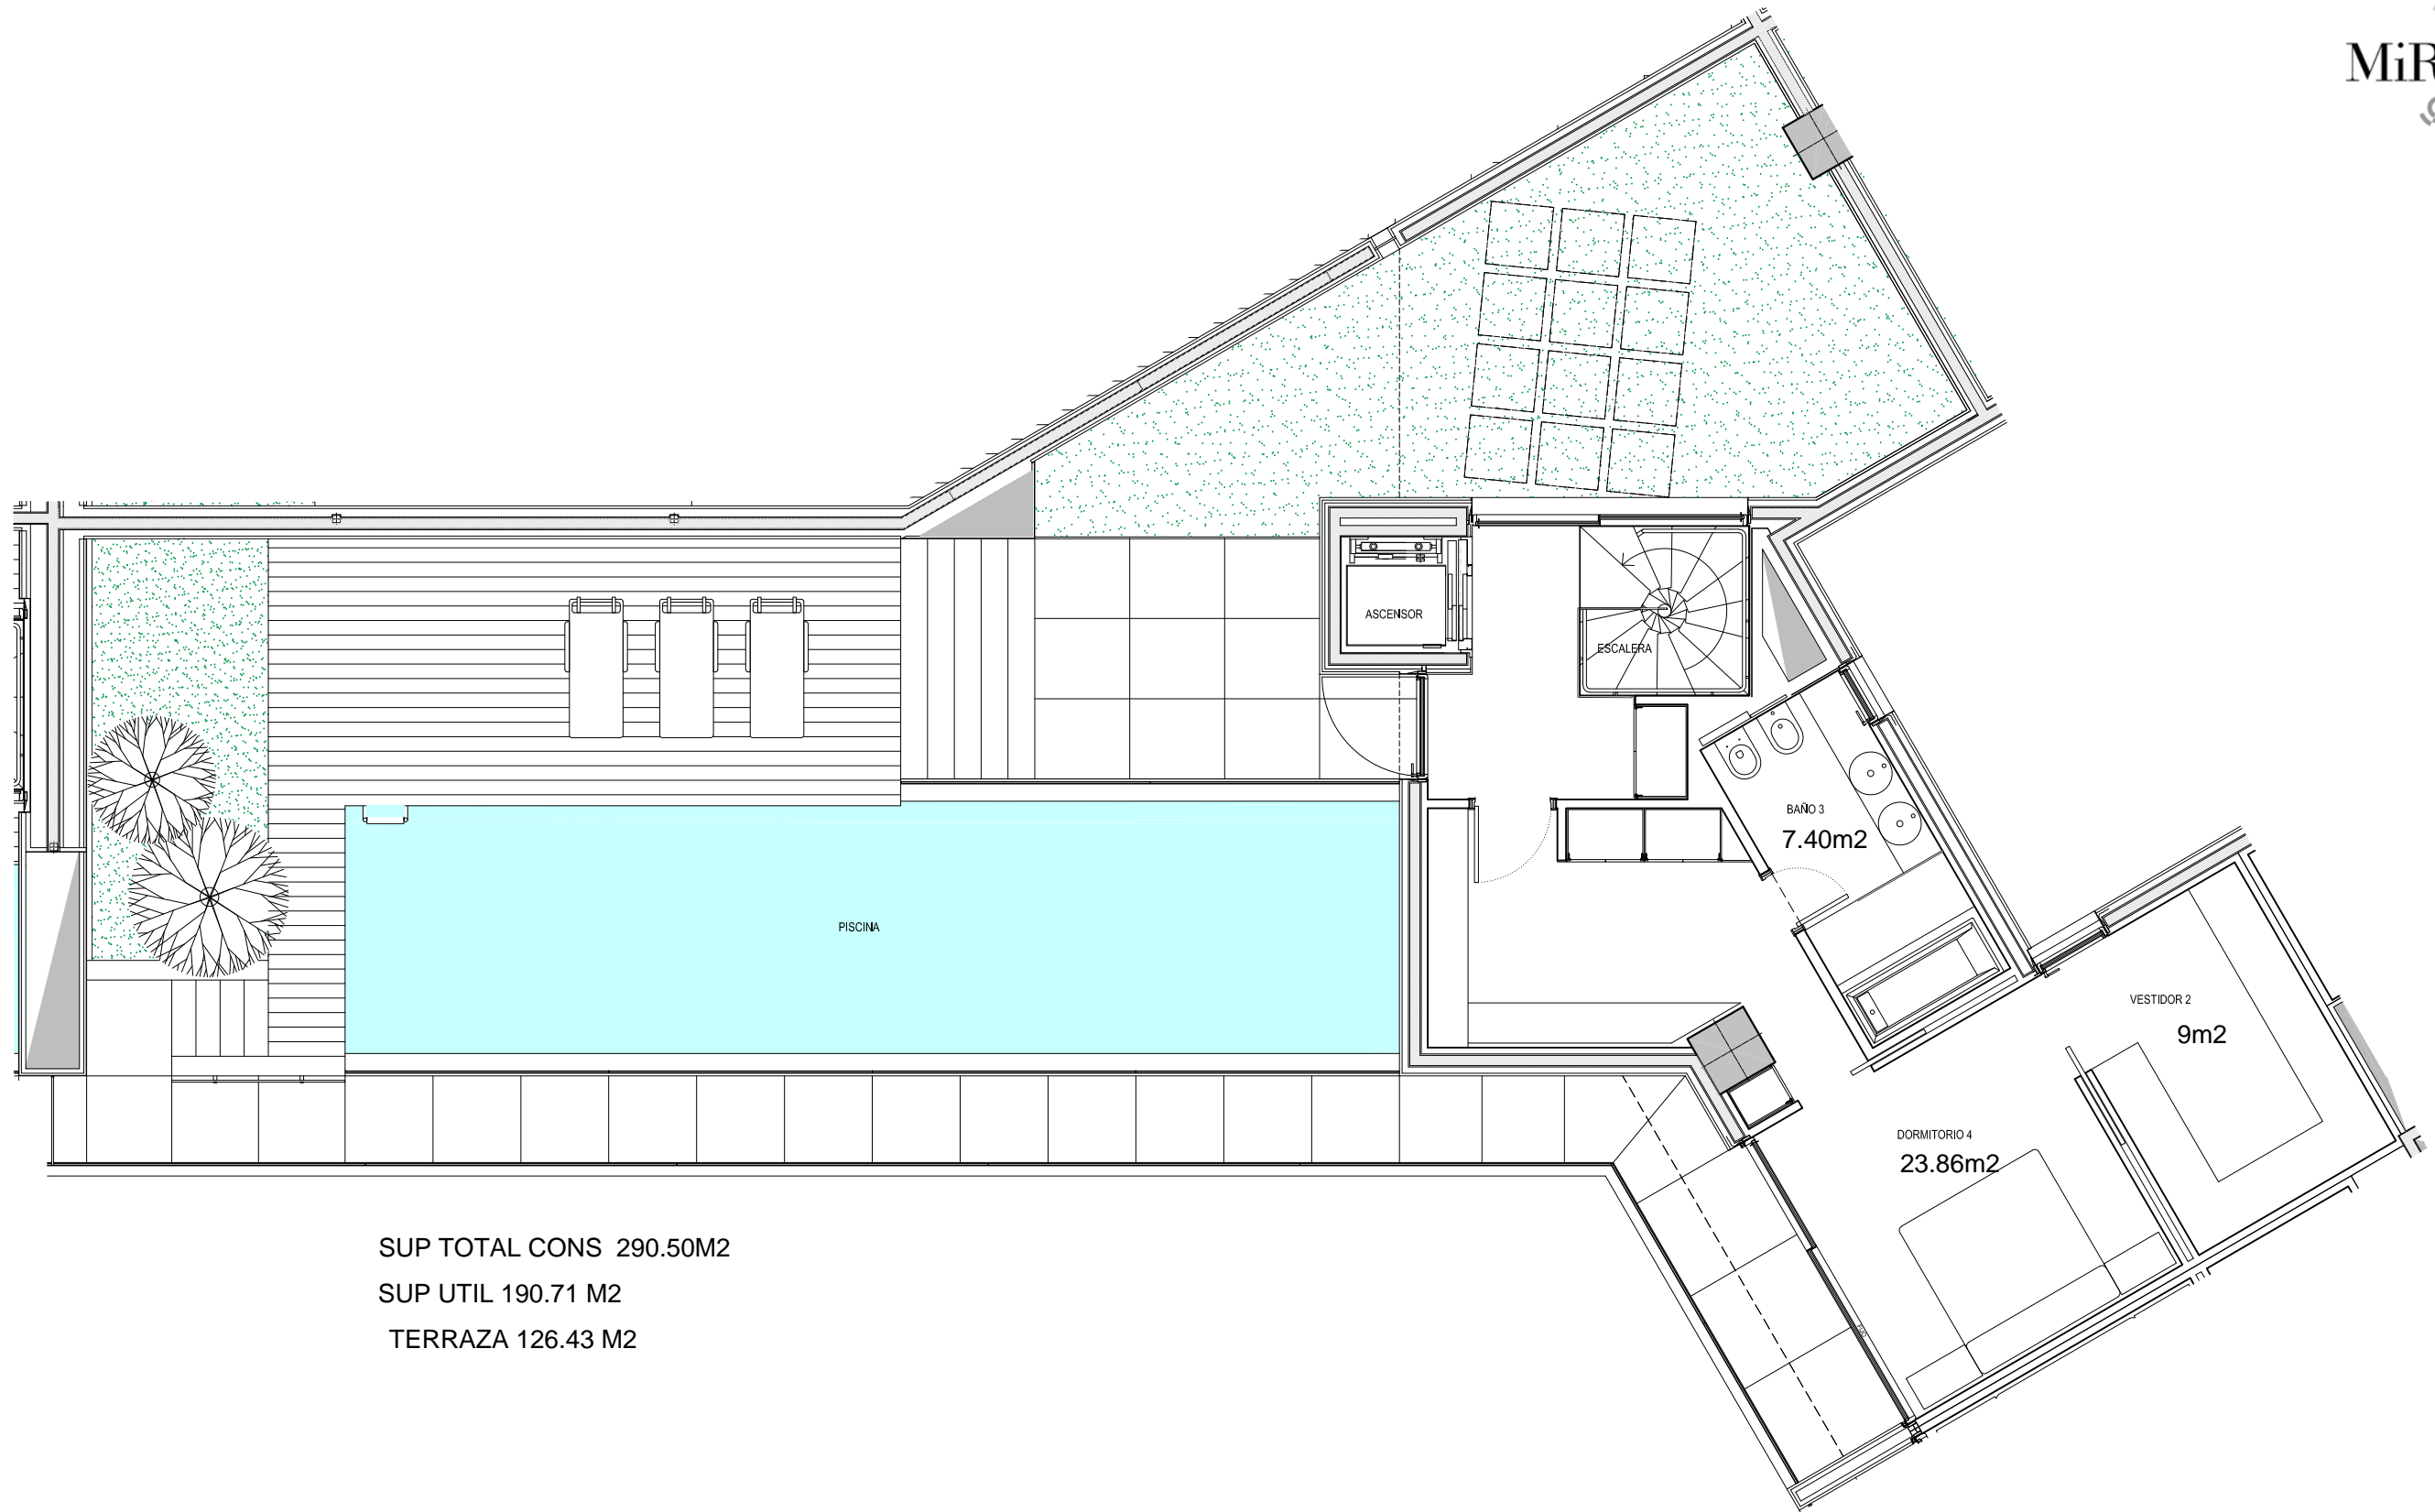 MiR
ASCENSOR
ESCALERA
BAÑO 3
7.40m2
PISCINA
VESTIDOR 2
9m2
DORMITORIO 4
23.86m2
SUP TOTAL CONS 290.50M2
SUP UTIL 190.71 M2
TERRAZA 126.43 M2